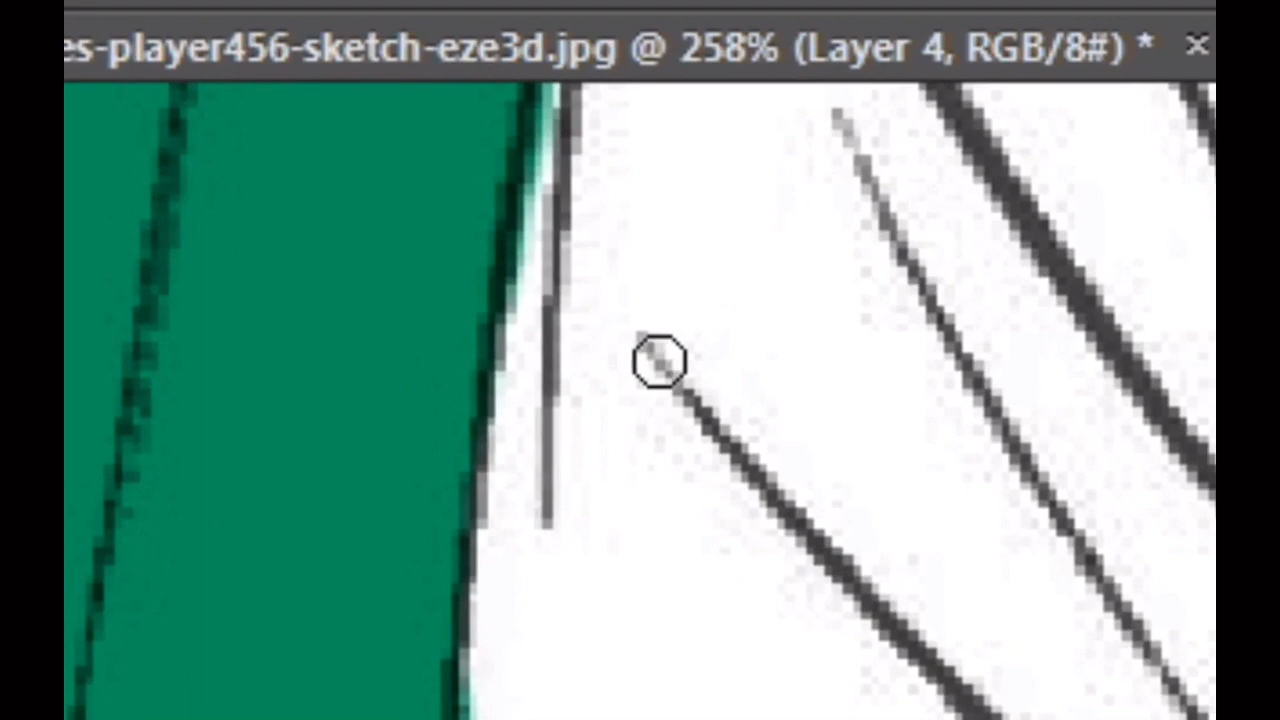 es-player456-sketch-eze3d.jpg @ 258% (Layer 4, RGB/8#) * ×